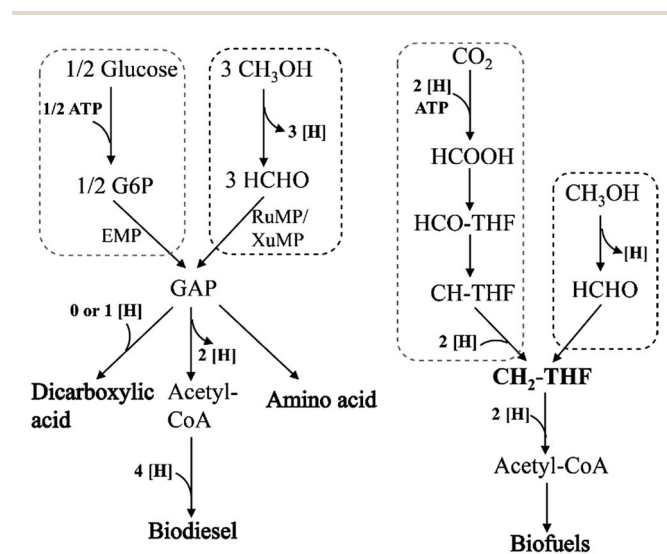 1/2 Glucose
1/2 ATP
1/2 G6P
EMP
3 CH₃OH
3 [H]
3 HCHO
RuMP/
XuMP
GAP
0 or 1 [H]
2 [H]
Dicarboxylic
acid
Acetyl-
CoA
Amino acid
4 [H]
Biodiesel
CO₂
2 [H]
ATP
HCOOH
HCO-THF
CH-THF
2 [H]
CH₃OH
[H]
HCHO
CH₂-THF
2 [H]
Acetyl-CoA
Biofuels